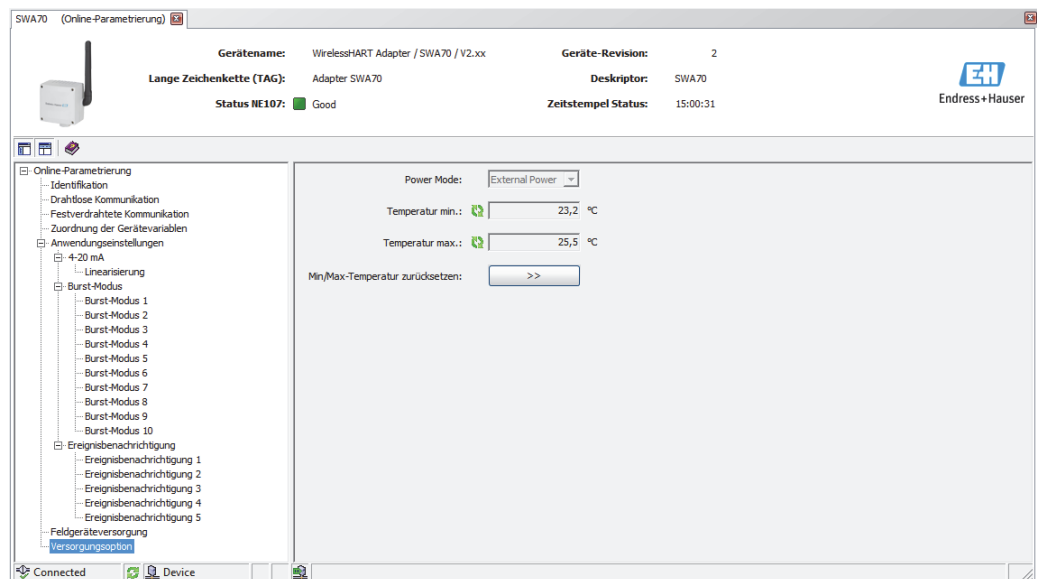 SWA70 (Online-Parametrierung)
Gerätename: WirelessHART Adapter / SWA70 / V2.xx Geräte-Revision: 2
Lange Zeichenkette (TAG): Adapter SWA70 Deskriptor: SWA70
Status NE107: Good Zeitstempel Status: 15:00:31
EH
Endress+Hauser
Online-Parametrierung
Identifikation
Drahtlose Kommunikation
Festverdrahtete Kommunikation
Zuordnung der Gerätevariablen
Anwendungseinstellungen
4-20 mA
Linearisierung
Burst-Modus
Burst-Modus 1
Burst-Modus 2
Burst-Modus 3
Burst-Modus 4
Burst-Modus 5
Burst-Modus 6
Burst-Modus 7
Burst-Modus 8
Burst-Modus 9
Burst-Modus 10
Ereignisbenachrichtigung
Ereignisbenachrichtigung 1
Ereignisbenachrichtigung 2
Ereignisbenachrichtigung 3
Ereignisbenachrichtigung 4
Ereignisbenachrichtigung 5
Feldgeräteversorgung
Versorgungsoption
Power Mode: External Power
Temperatur min.: 23,2 °C
Temperatur max.: 25,5 °C
Min/Max-Temperatur zurücksetzen: >>
Connected Device